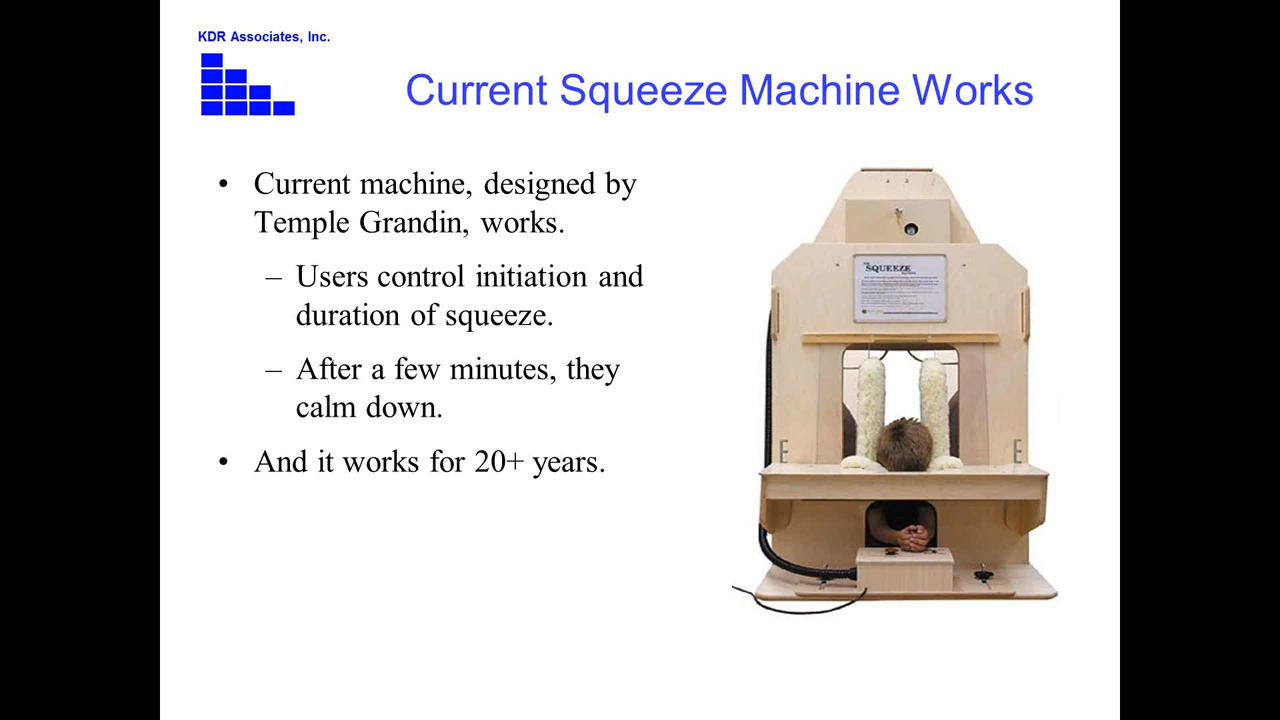 KDR Associates, Inc.
Current Squeeze Machine Works
• Current machine, designed by
Temple Grandin, works.
– Users control initiation and
duration of squeeze.
– After a few minutes, they
calm down.
• And it works for 20+ years.
SQUEEZE